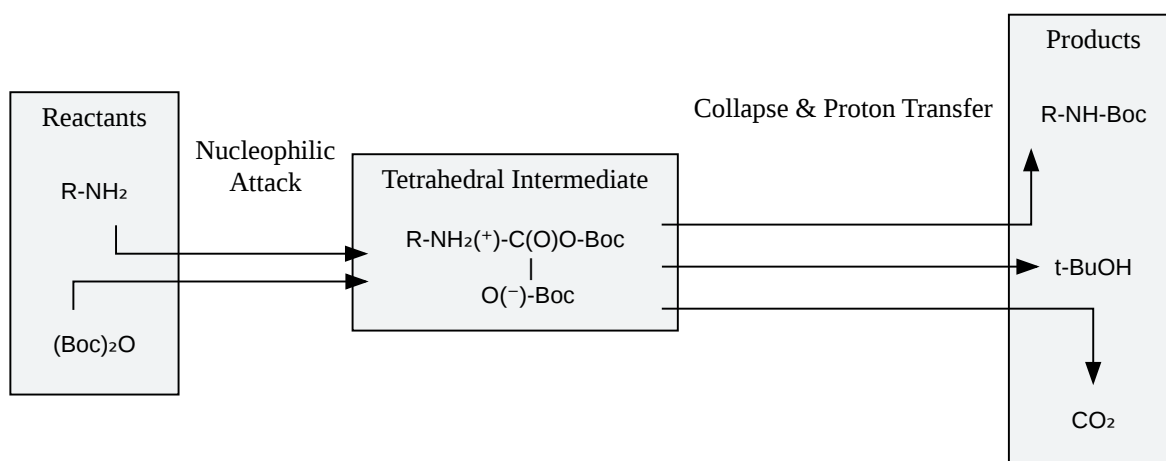 Reactants
R-NH₂
(Boc)₂O
Nucleophilic
Attack
Tetrahedral Intermediate
R-NH₂(⁺)-C(O)O-Boc
|
O(⁻)-Boc
Collapse & Proton Transfer
Products
R-NH-Boc
t-BuOH
CO₂